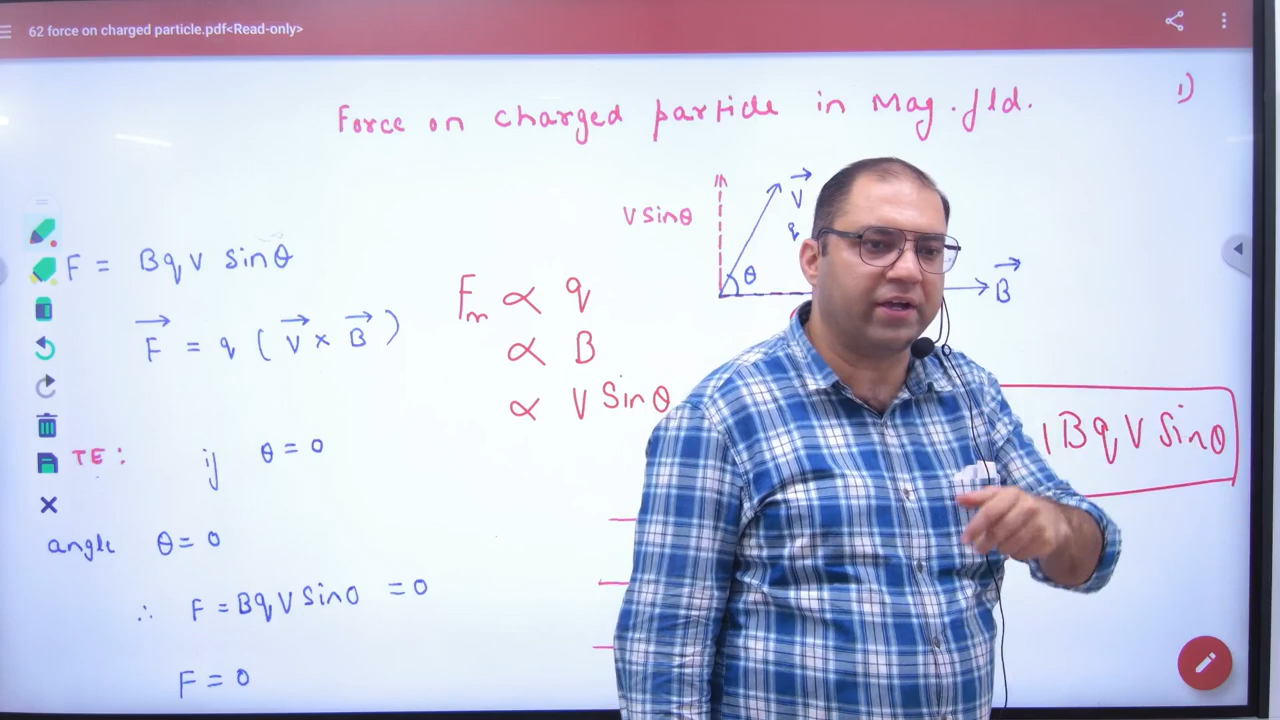 62 force on charged particle.pdf<Read-only>
Force on charged particle in Mag. fld.
1)
V sinθ
V⃗
q
θ
B⃗
F = BqV sinθ
F⃗ = q ( V⃗ × B⃗ )
Fm ∝ q
∝ B
∝ V Sinθ
1BqV Sinθ
TE :
if θ = 0
angle θ = 0
∴ F = BqV Sin0 = 0
F = 0